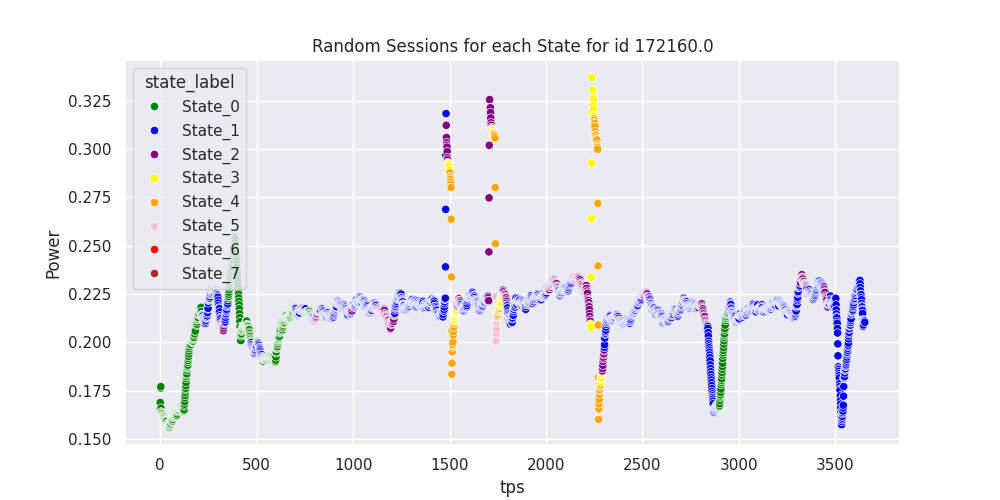 Random Sessions for each State for id 172160.0
state_label
State_0
State_1
State_2
State_3
State_4
State_5
State_6
State_7
Power
0.325
0.300
0.275
0.250
0.225
0.200
0.175
0.150
0
500
1000
1500
2000
2500
3000
3500
tps